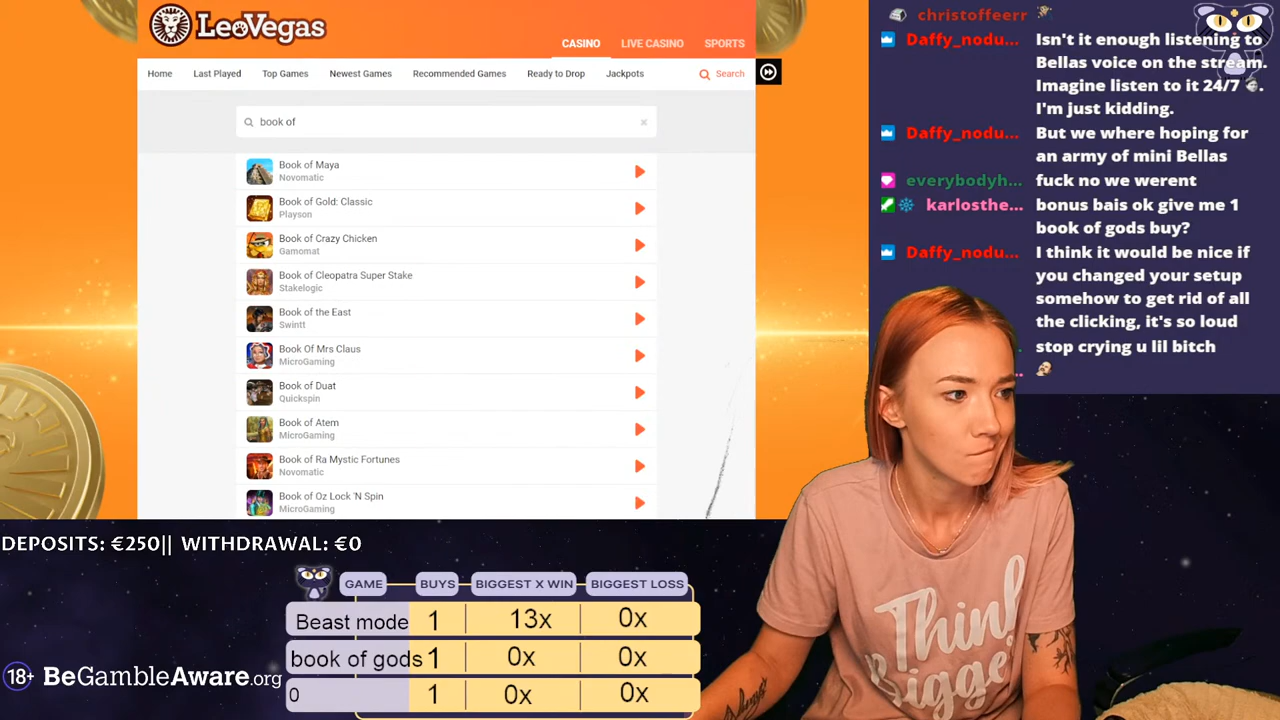 LeoVegas
CASINO LIVE CASINO SPORTS
Home Last Played Top Games Newest Games Recommended Games Ready to Drop Jackpots Search
book of
Book of Maya
Novomatic
Book of Gold: Classic
Playson
Book of Crazy Chicken
Gamomat
Book of Cleopatra Super Stake
Stakelogic
Book of the East
Swintt
Book Of Mrs Claus
MicroGaming
Book of Duat
Quickspin
Book of Atem
MicroGaming
Book of Ra Mystic Fortunes
Novomatic
Book of Oz Lock 'N Spin
MicroGaming
christoffeerr
Daffy_nodu... Isn't it enough listening to
Bellas voice on the stream.
Imagine listen to it 24/7 .
I'm just kidding.
Daffy_nodu... But we where hoping for
an army of mini Bellas
everybodyh... fuck no we werent
karlosthe... bonus bais ok give me 1
book of gods buy?
Daffy_nodu... I think it would be nice if
you changed your setup
somehow to get rid of all
the clicking, it's so loud
stop crying u lil bitch
DEPOSITS: €250|| WITHDRAWAL: €0
GAME BUYS BIGGEST X WIN BIGGEST LOSS
Beast mode 1 13x 0x
book of gods 1 0x 0x
0 1 0x 0x
18+ BeGambleAware.org
Think
Bigger